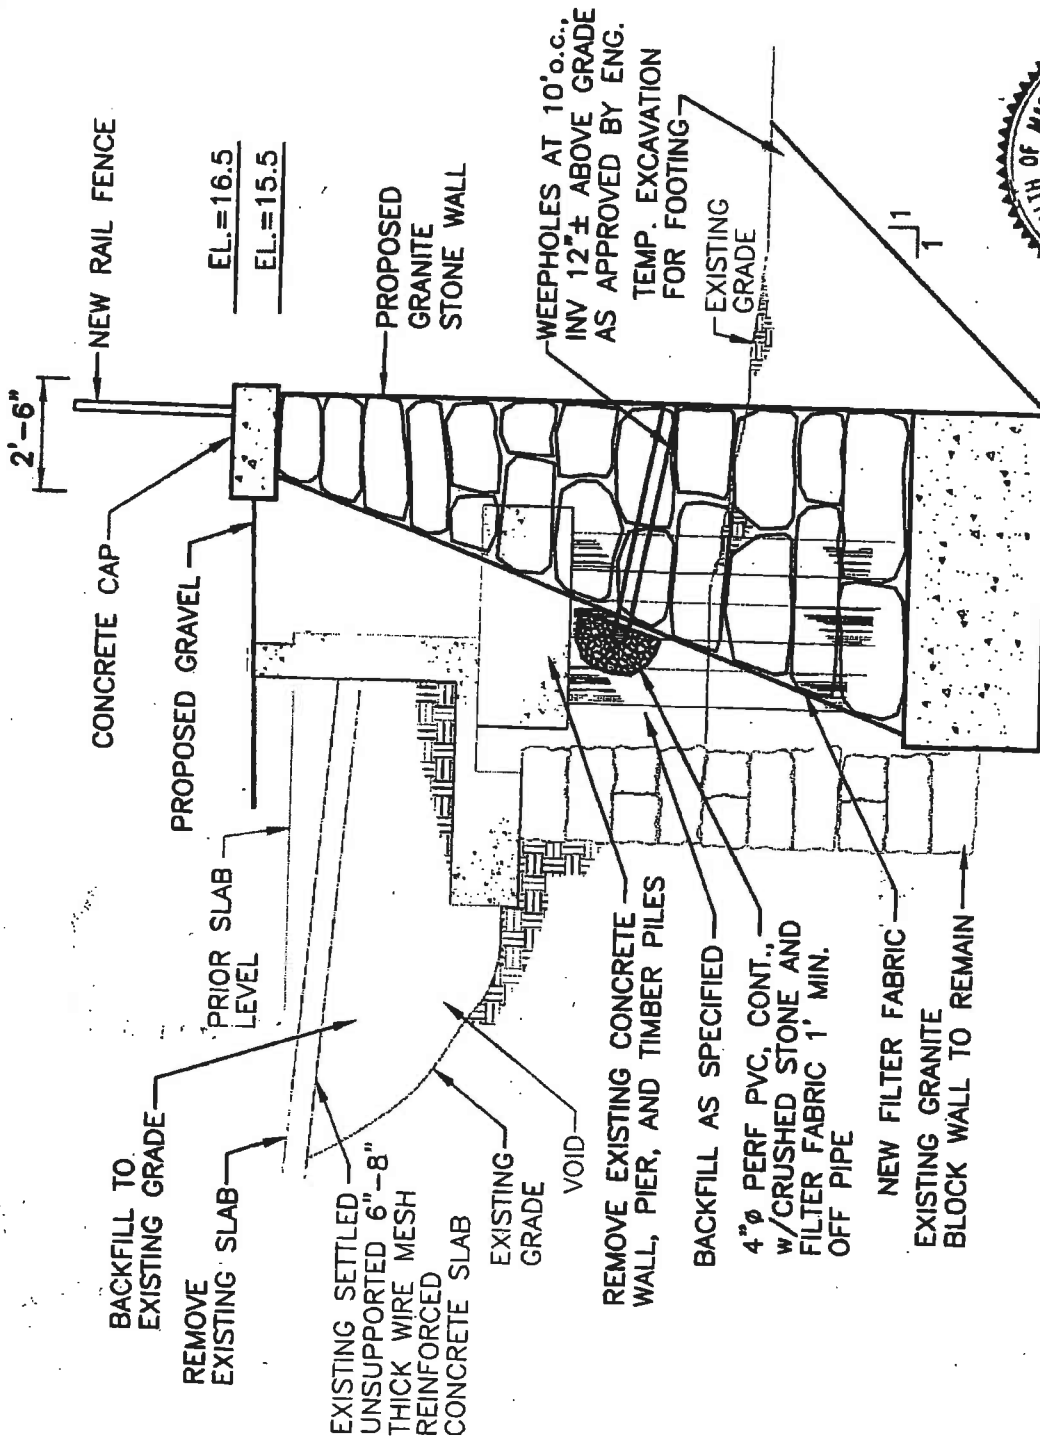 2'-6"
NEW RAIL FENCE
EL.=16.5
EL.=15.5
CONCRETE CAP
PROPOSED GRAVEL
PROPOSED
GRANITE
STONE WALL
WEEPHOLES AT 10'o.c.,
INV 12"± ABOVE GRADE
AS APPROVED BY ENG.
TEMP. EXCAVATION
FOR FOOTING
EXISTING
GRADE
1
1
PRIOR SLAB
LEVEL
BACKFILL TO
EXISTING GRADE
REMOVE
EXISTING SLAB
EXISTING SETTLED
UNSUPPORTED 6"-8"
THICK WIRE MESH
REINFORCED
CONCRETE SLAB
EXISTING
GRADE
VOID
REMOVE EXISTING CONCRETE
WALL, PIER, AND TIMBER PILES
BACKFILL AS SPECIFIED
4"ø PERF PVC, CONT.,
w/CRUSHED STONE AND
FILTER FABRIC 1' MIN.
OFF PIPE
NEW FILTER FABRIC
EXISTING GRANITE
BLOCK WALL TO REMAIN
OF